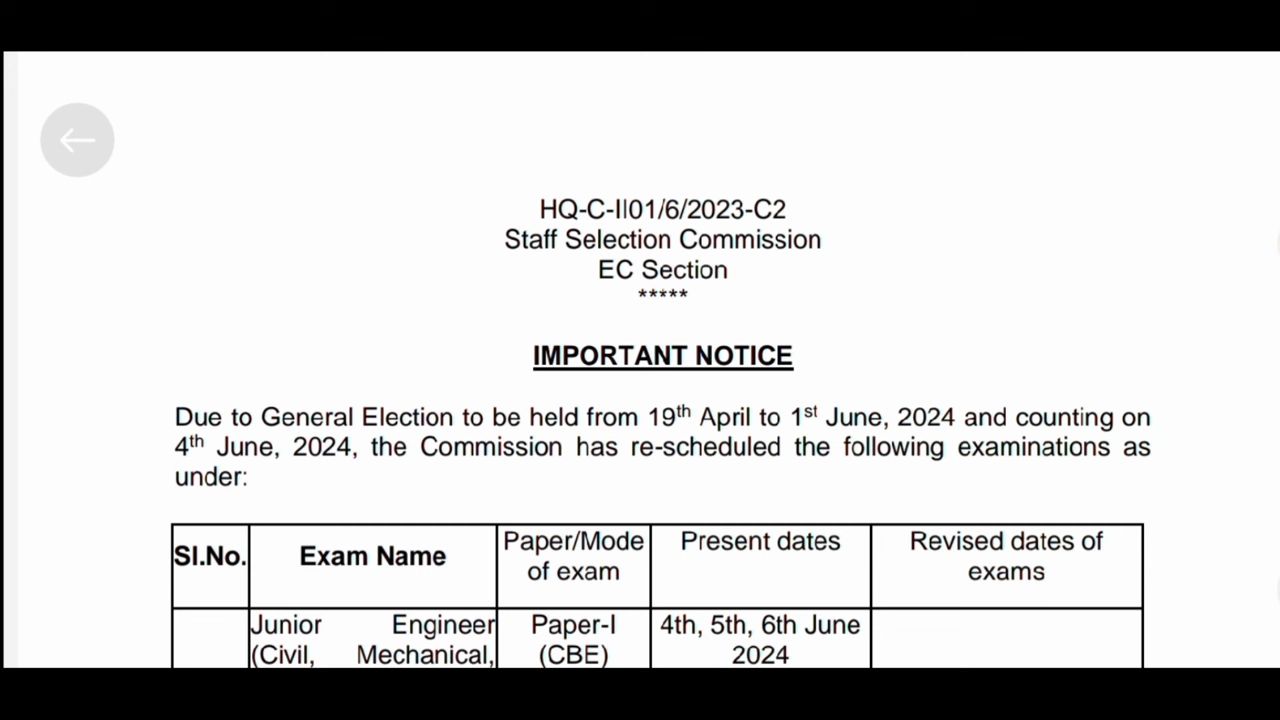 HQ-C-II01/6/2023-C2
Staff Selection Commission
EC Section
*****
IMPORTANT NOTICE
Due to General Election to be held from 19th April to 1st June, 2024 and counting on
4th June, 2024, the Commission has re-scheduled the following examinations as
under:
Sl.No. Exam Name Paper/Mode of exam Present dates Revised dates of exams
Junior Engineer Paper-I 4th, 5th, 6th June
(Civil, Mechanical, (CBE) 2024